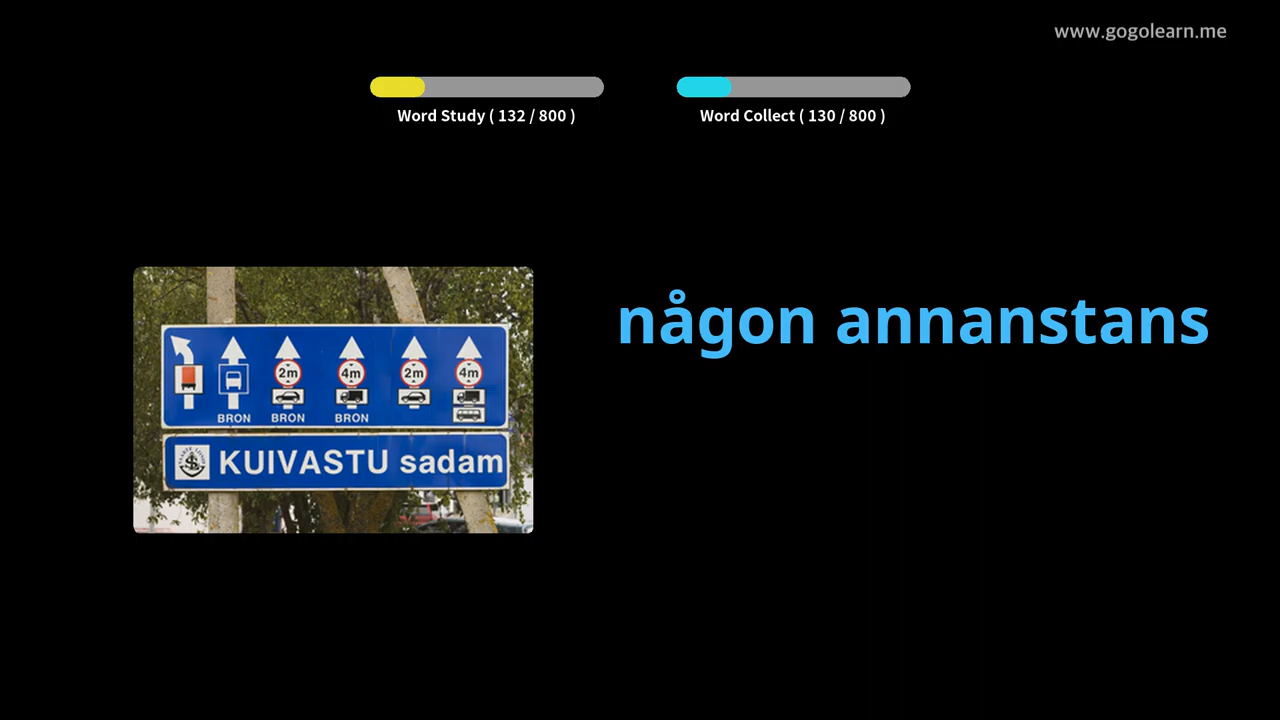 www.gogolearn.me
Word Study ( 132 / 800 )
Word Collect ( 130 / 800 )
någon annanstans
2m 4m 2m 4m
BRON BRON BRON
KUIVASTU sadam